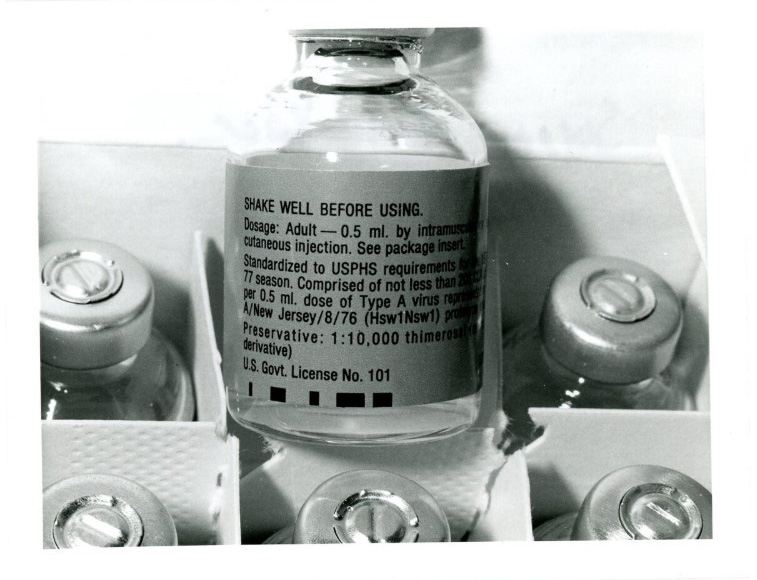 SHAKE WELL BEFORE USING.
Dosage: Adult — 0.5 ml. by
cutaneous injection. See package insert.
Standardized to USPHS requirements
77 season. Comprised of not less than
per 0.5 ml. dose of Type A virus
A/New Jersey/8/76 (Hsw1Nsw1)
Preservative: 1:10,000
derivative)
U.S. Govt. License No. 101